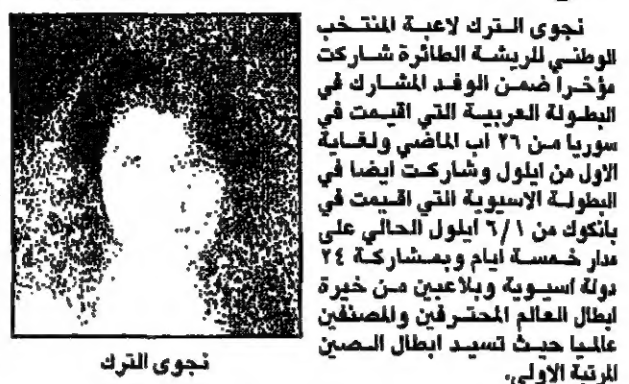 نجوى الترك لاعبة المنتخب
الوطني للريشة الطائرة شاركت
مؤخراً ضمن الوفد المشارك في
البطولة العربية التي اقيمت في
سوريا من ٢٦ اب الماضي ولغاية
الاول من ايلول وشاركت ايضا في
البطولة الاسيوية التي اقيمت في
بانكوك من ٦/١ ايلول الحالي على
مدار خمسة ايام وبمشاركة ٢٤
دولة اسيوية وبلاعبين من خيرة
ابطال العالم المحترفين والمصنفين
عالميا حيث تسيد ابطال الصين
المرتبة الاولى.
نجوى الترك